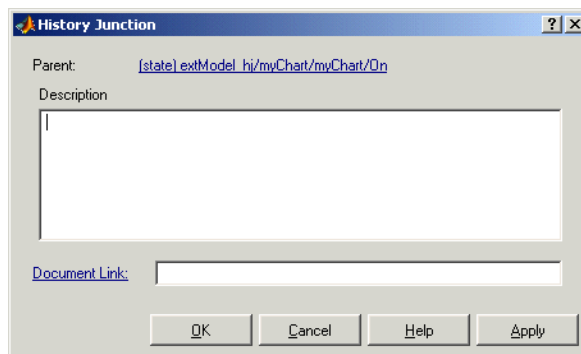 History Junction
Parent: (state) extModel_hj/myChart/myChart/On
Description
Document Link:
OK Cancel Help Apply